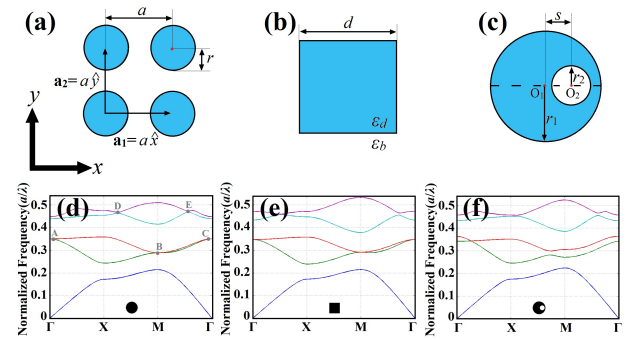 (a)
a
r
a₂=aŷ
a₁=ax̂
y
x
(b)
d
ε_d
ε_b
(c)
s
r₂
O₁
O₂
r₁
(d)
Normalized Frequency(a/λ)
0.5
0.4
0.3
0.2
0.1
0
Γ X M Γ
A
B
C
D
E
(e)
Normalized Frequency(a/λ)
0.5
0.4
0.3
0.2
0.1
0
Γ X M Γ
(f)
Normalized Frequency(a/λ)
0.5
0.4
0.3
0.2
0.1
0
Γ X M Γ